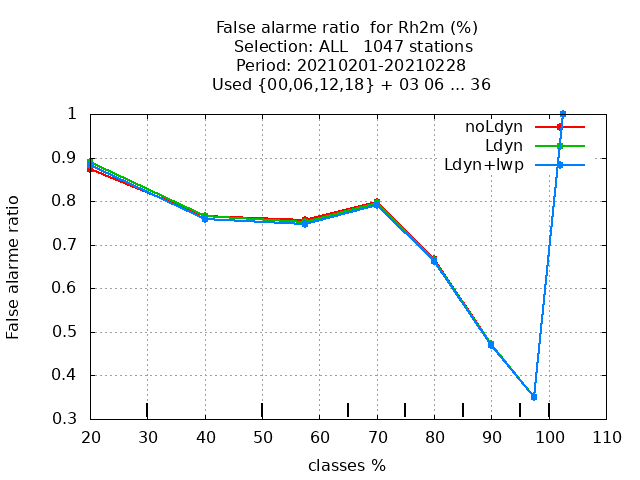 False alarme ratio  for Rh2m (%)
Selection: ALL   1047 stations
Period: 20210201-20210228
Used {00,06,12,18} + 03 06 ... 36
noLdyn
Ldyn
Ldyn+lwp
False alarme ratio
1
0.9
0.8
0.7
0.6
0.5
0.4
0.3
20 30 40 50 60 70 80 90 100 110
classes %